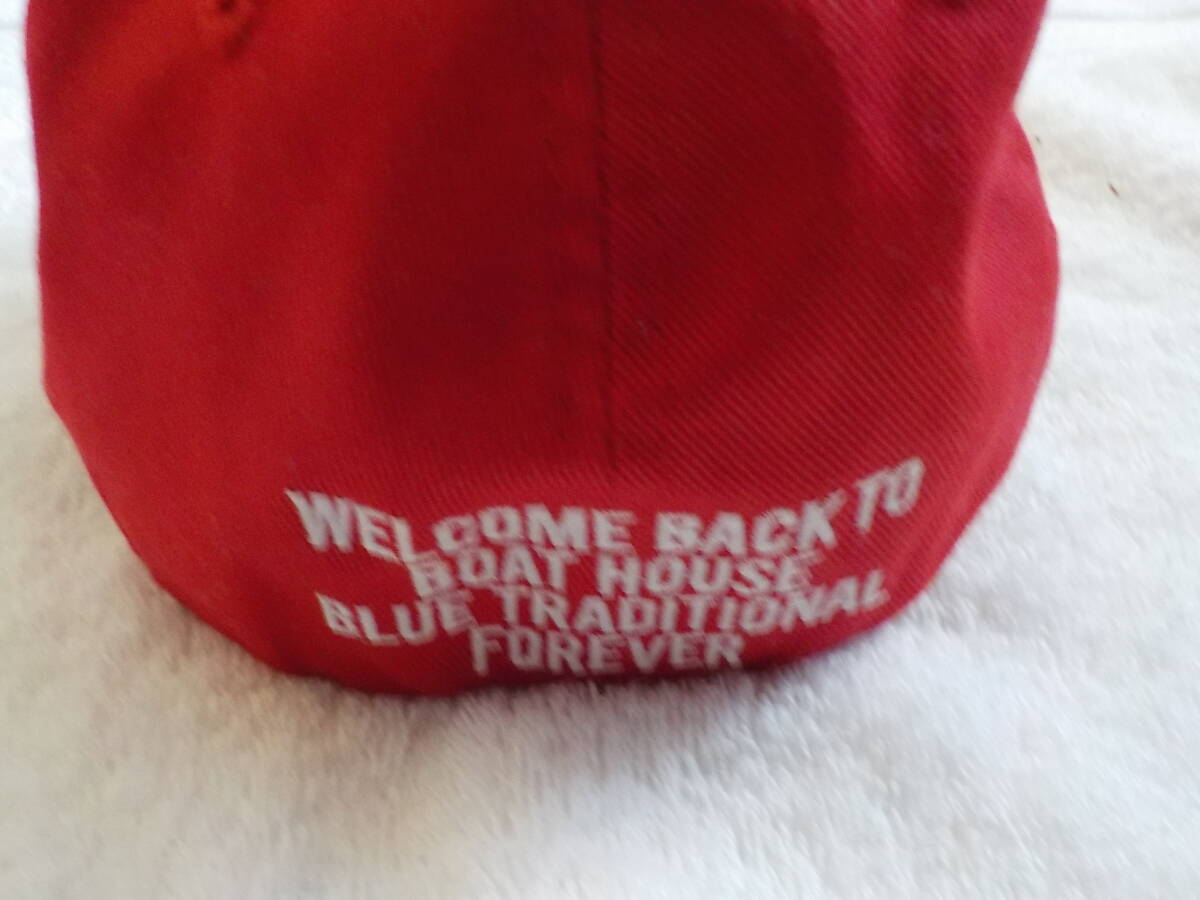 WELCOME BACK TO
BOAT HOUSE
BLUE TRADITIONAL
FOREVER